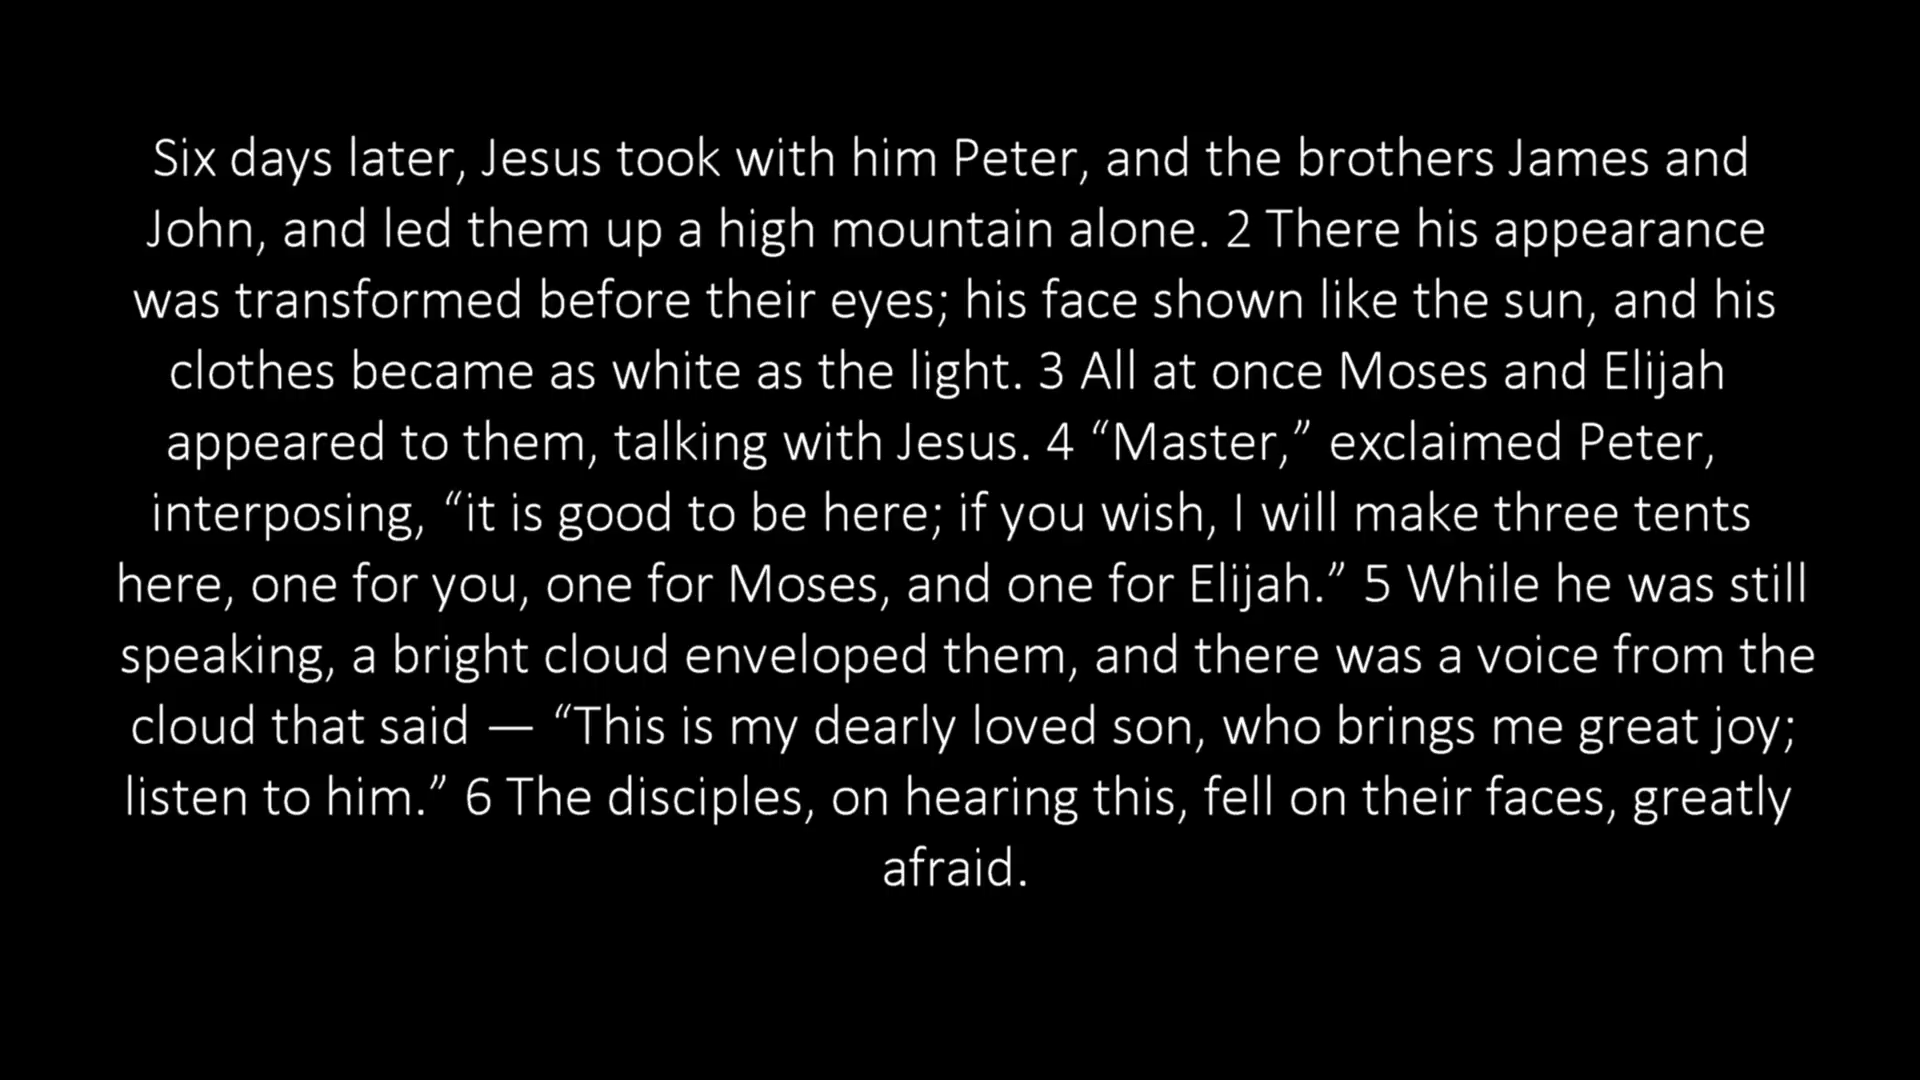 Six days later, Jesus took with him Peter, and the brothers James and
John, and led them up a high mountain alone. 2 There his appearance
was transformed before their eyes; his face shown like the sun, and his
clothes became as white as the light. 3 All at once Moses and Elijah
appeared to them, talking with Jesus. 4 “Master,” exclaimed Peter,
interposing, “it is good to be here; if you wish, I will make three tents
here, one for you, one for Moses, and one for Elijah.” 5 While he was still
speaking, a bright cloud enveloped them, and there was a voice from the
cloud that said — “This is my dearly loved son, who brings me great joy;
listen to him.” 6 The disciples, on hearing this, fell on their faces, greatly
afraid.